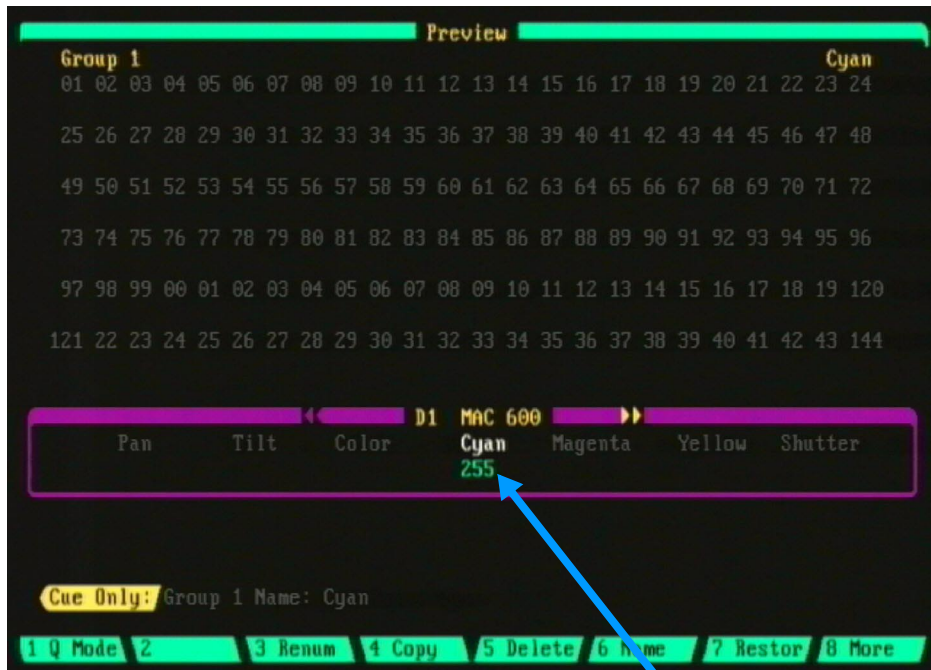 Preview
Group 1 Cyan
01 02 03 04 05 06 07 08 09 10 11 12 13 14 15 16 17 18 19 20 21 22 23 24
25 26 27 28 29 30 31 32 33 34 35 36 37 38 39 40 41 42 43 44 45 46 47 48
49 50 51 52 53 54 55 56 57 58 59 60 61 62 63 64 65 66 67 68 69 70 71 72
73 74 75 76 77 78 79 80 81 82 83 84 85 86 87 88 89 90 91 92 93 94 95 96
97 98 99 00 01 02 03 04 05 06 07 08 09 10 11 12 13 14 15 16 17 18 19 120
121 22 23 24 25 26 27 28 29 30 31 32 33 34 35 36 37 38 39 40 41 42 43 144
D1 MAC 600
Pan Tilt Color Cyan Magenta Yellow Shutter
255
Cue Only: Group 1 Name: Cyan
1 Q Mode 2 3 Renum 4 Copy 5 Delete 6 Name 7 Restor 8 More